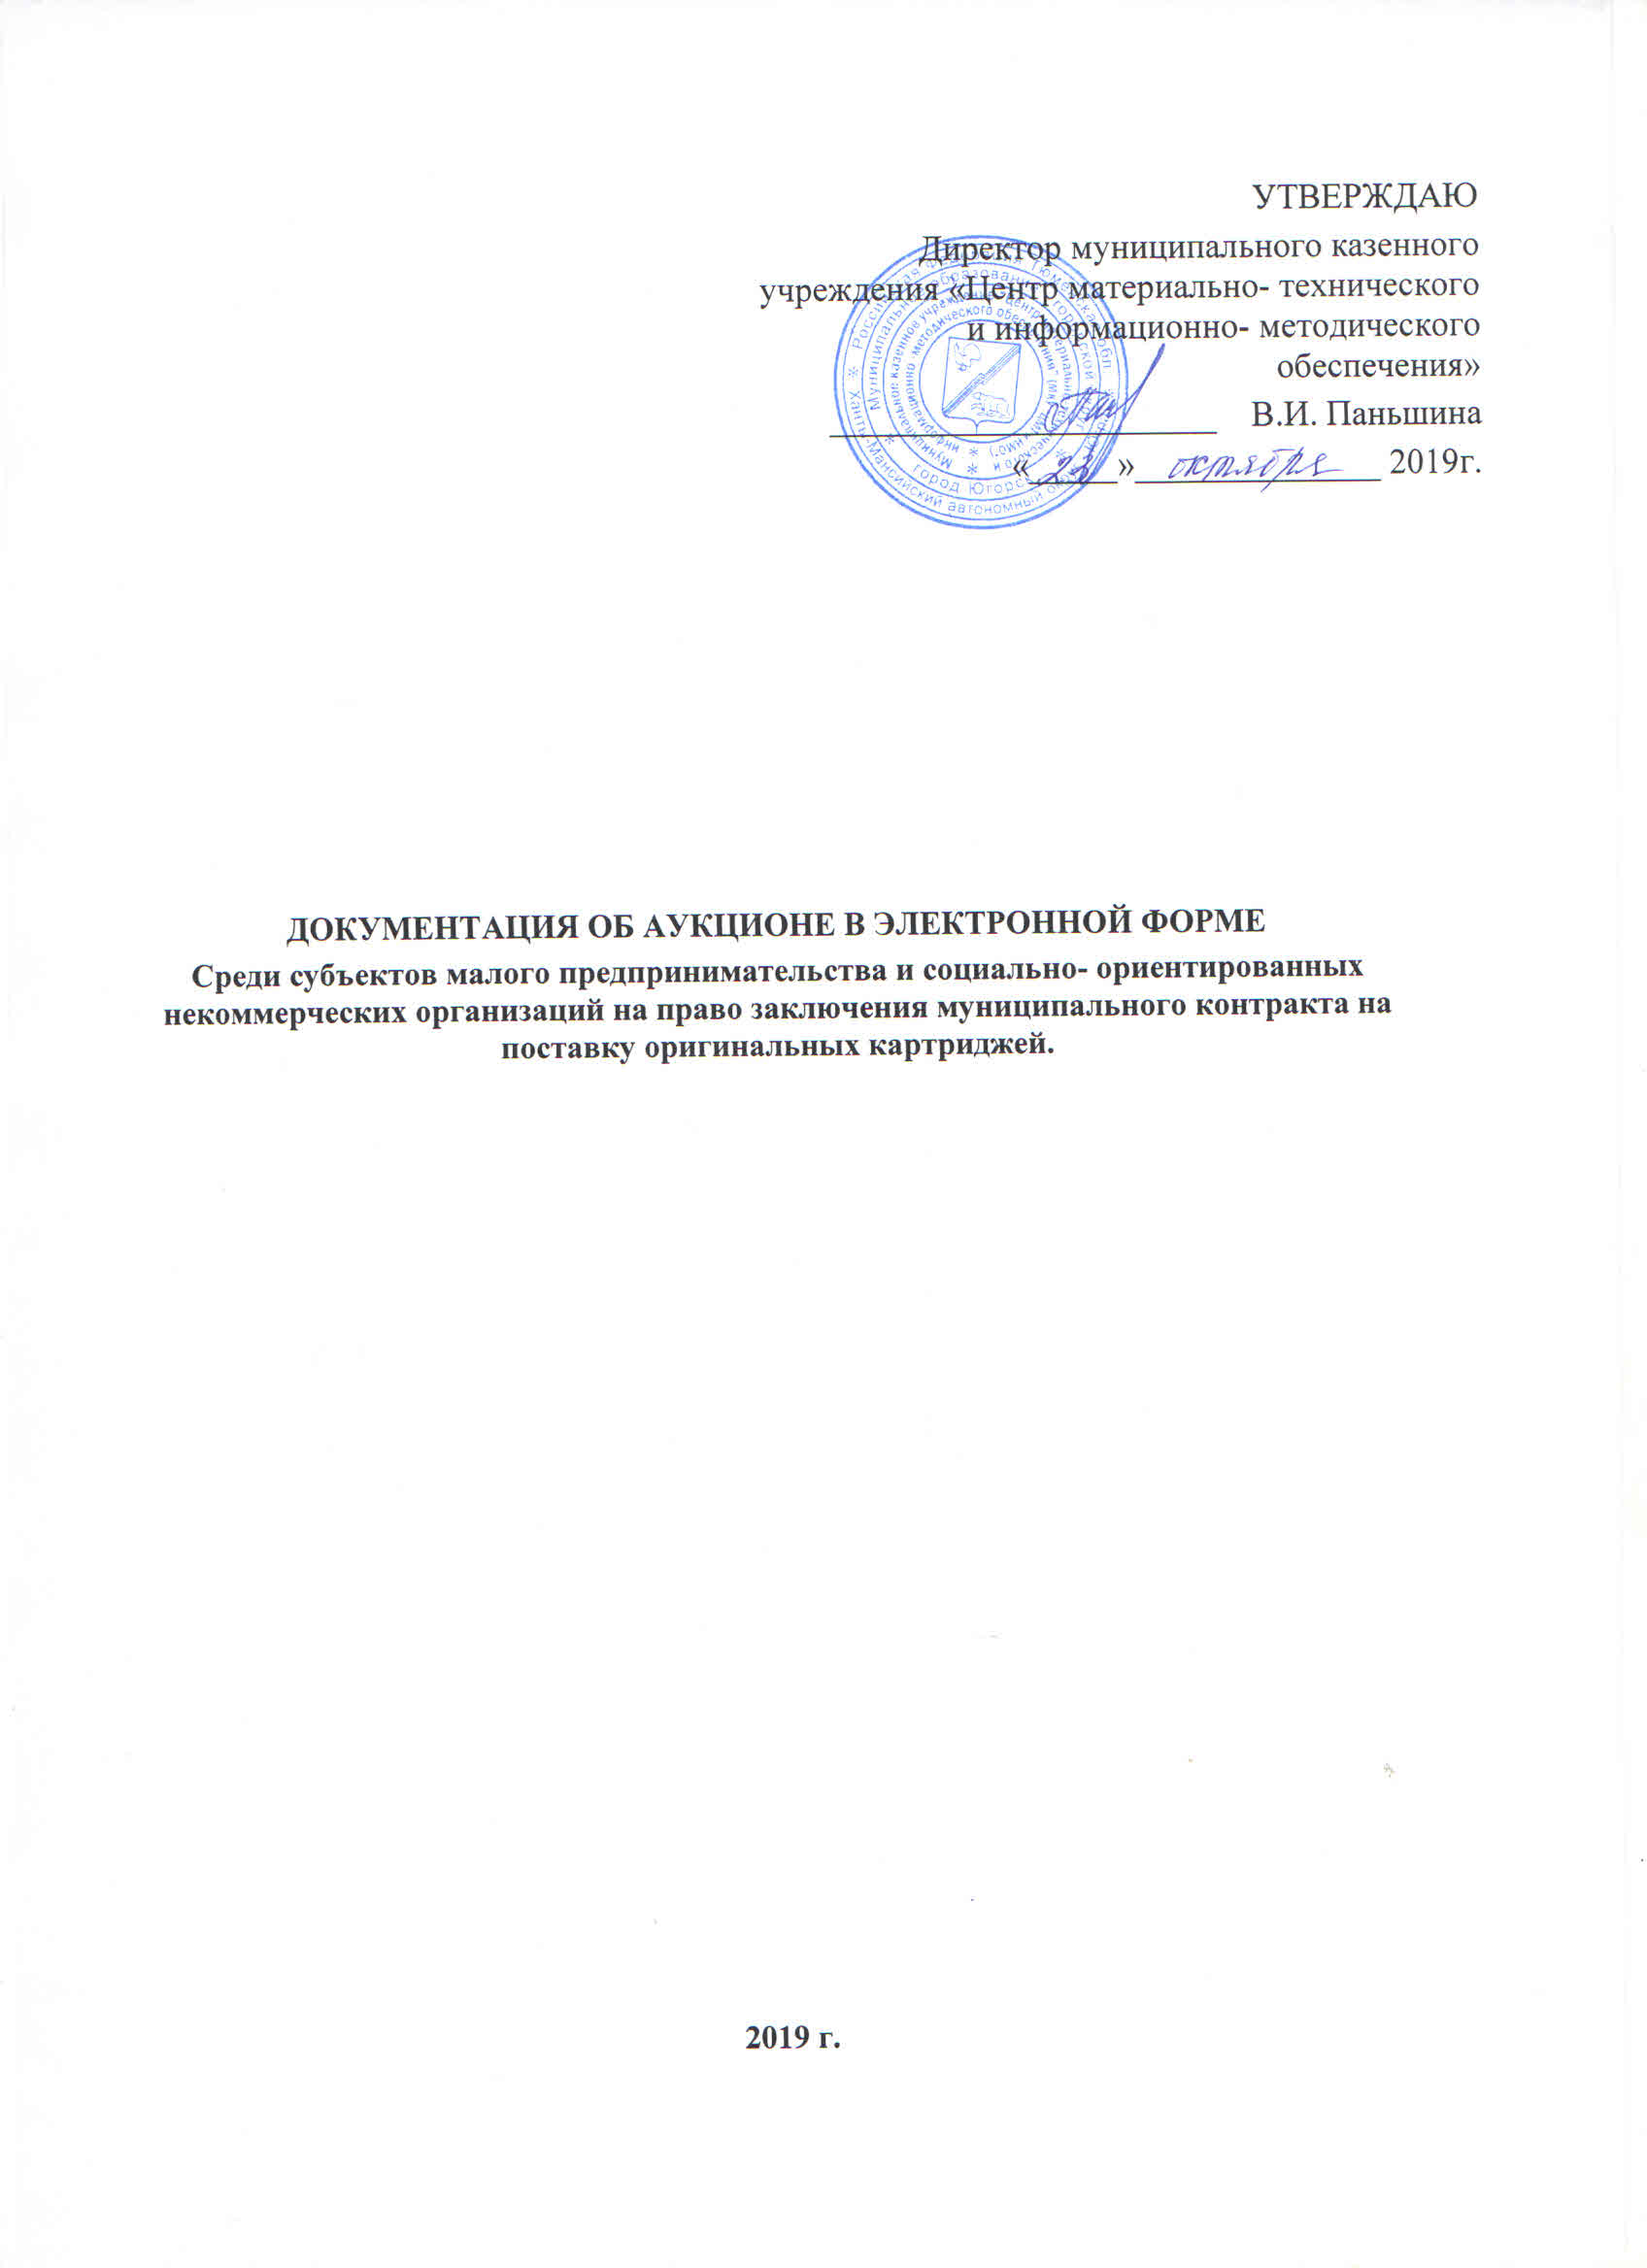 УТВЕРЖДАЮ
Директор муниципального казенного
учреждения «Центр материально- технического
и информационно- методического
обеспечения»
В.И. Паньшина
«23» октября 2019г.
ДОКУМЕНТАЦИЯ ОБ АУКЦИОНЕ В ЭЛЕКТРОННОЙ ФОРМЕ
Среди субъектов малого предпринимательства и социально- ориентированных
некоммерческих организаций на право заключения муниципального контракта на
поставку оригинальных картриджей.
2019 г.